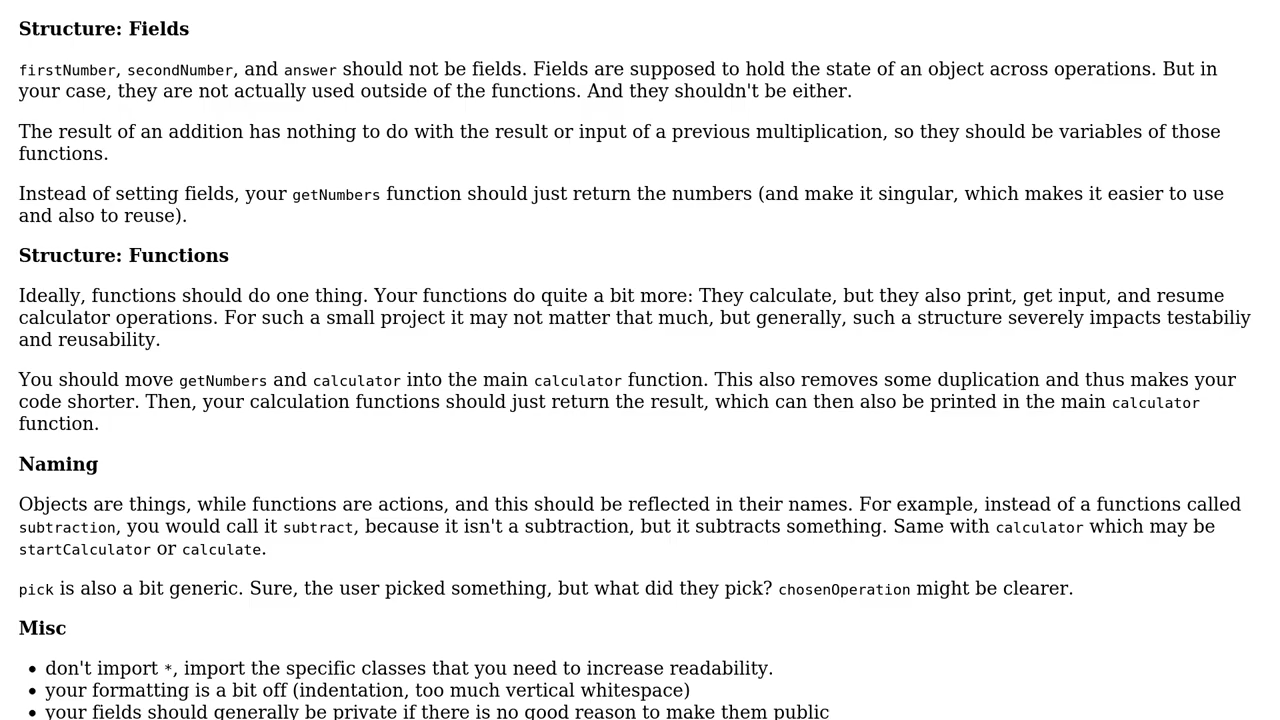 Structure: Fields
firstNumber, secondNumber, and answer should not be fields. Fields are supposed to hold the state of an object across operations. But in
your case, they are not actually used outside of the functions. And they shouldn't be either.
The result of an addition has nothing to do with the result or input of a previous multiplication, so they should be variables of those
functions.
Instead of setting fields, your getNumbers function should just return the numbers (and make it singular, which makes it easier to use
and also to reuse).
Structure: Functions
Ideally, functions should do one thing. Your functions do quite a bit more: They calculate, but they also print, get input, and resume
calculator operations. For such a small project it may not matter that much, but generally, such a structure severely impacts testabiliy
and reusability.
You should move getNumbers and calculator into the main calculator function. This also removes some duplication and thus makes your
code shorter. Then, your calculation functions should just return the result, which can then also be printed in the main calculator
function.
Naming
Objects are things, while functions are actions, and this should be reflected in their names. For example, instead of a functions called
subtraction, you would call it subtract, because it isn't a subtraction, but it subtracts something. Same with calculator which may be
startCalculator or calculate.
pick is also a bit generic. Sure, the user picked something, but what did they pick? chosenOperation might be clearer.
Misc
• don't import *, import the specific classes that you need to increase readability.
• your formatting is a bit off (indentation, too much vertical whitespace)
• your fields should generally be private if there is no good reason to make them public